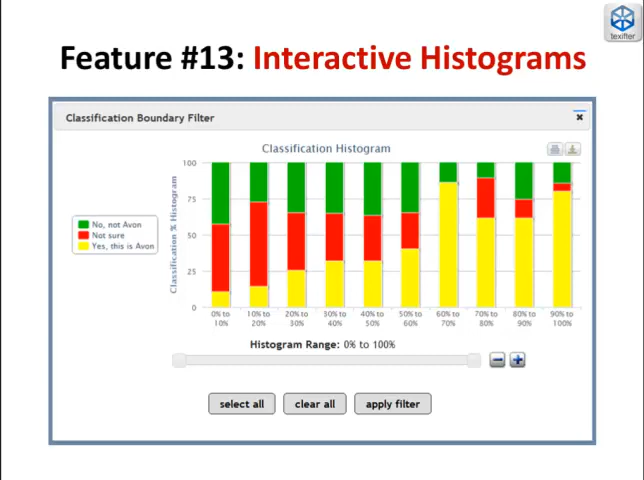 texifter
Feature #13: Interactive Histograms
Classification Boundary Filter
Classification Histogram
Classification % Histogram
100
75
50
25
0
No, not Avon
Not sure
Yes, this is Avon
0% to 10%
10% to 20%
20% to 30%
30% to 40%
40% to 50%
50% to 60%
60% to 70%
70% to 80%
80% to 90%
90% to 100%
Histogram Range: 0% to 100%
select all
clear all
apply filter